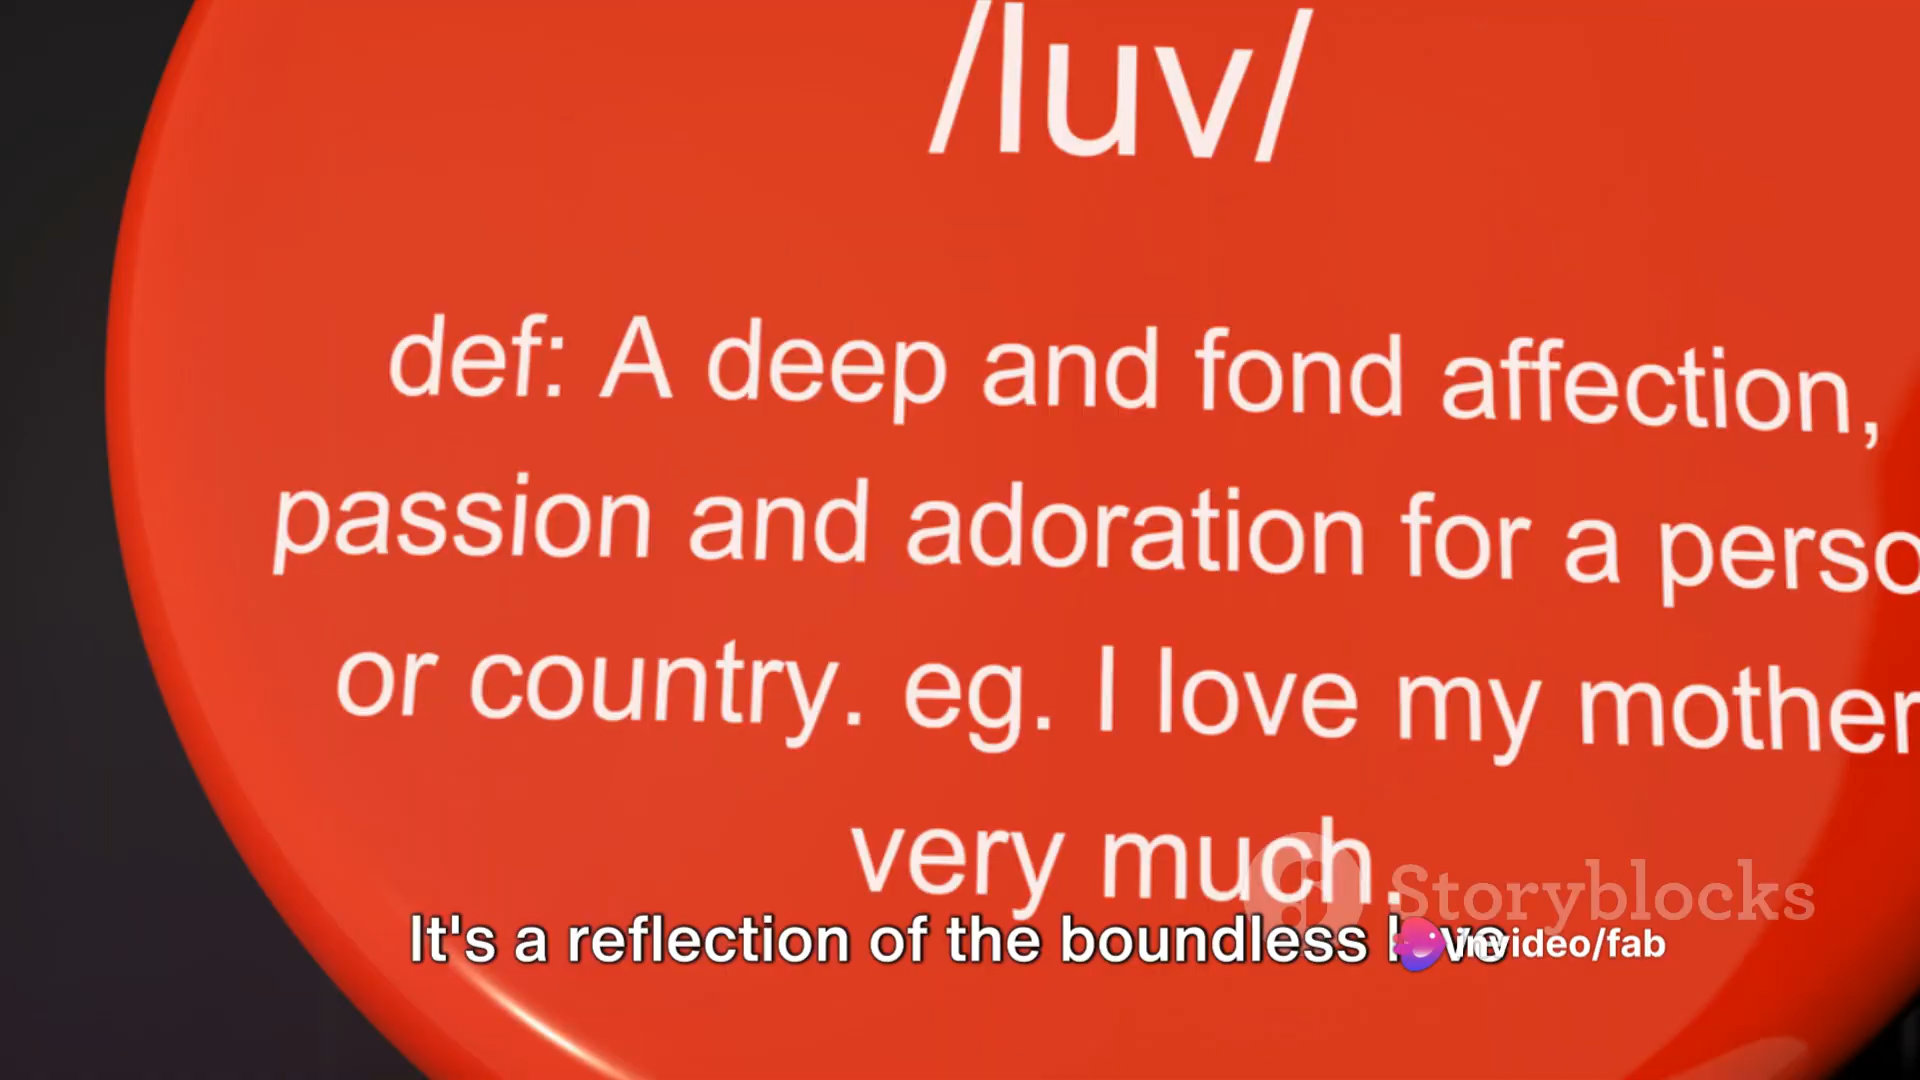 /luv/
def: A deep and fond affection,
passion and adoration for a perso
or country. eg. I love my mother
very much.
Storyblocks
It's a reflection of the boundless love
invideo/fab